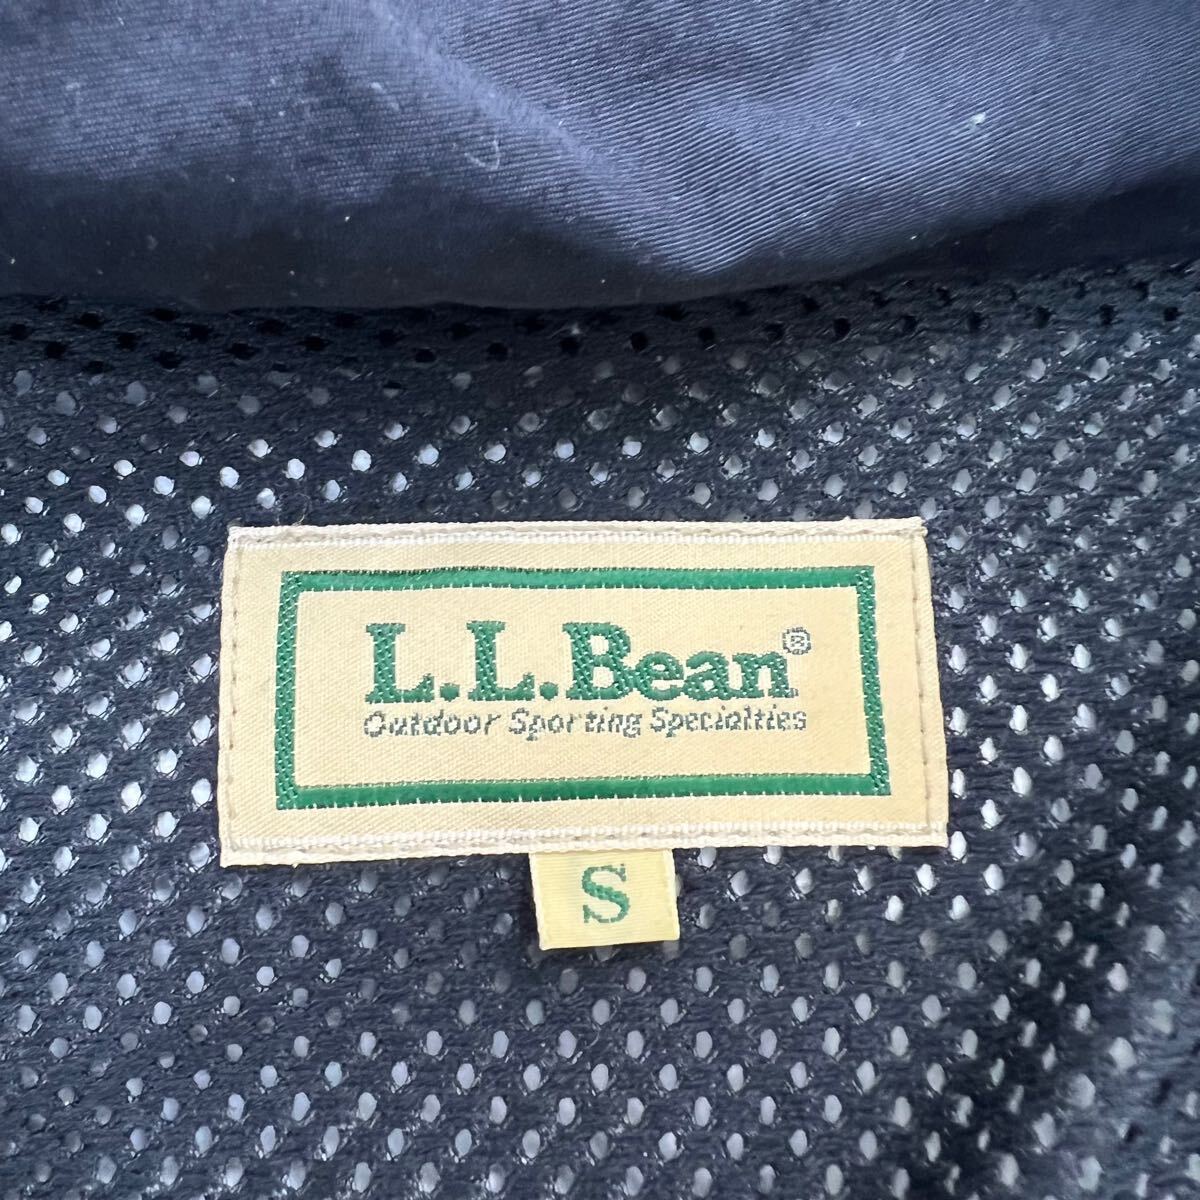 L.L.Bean®
Outdoor Sporting Specialties
S